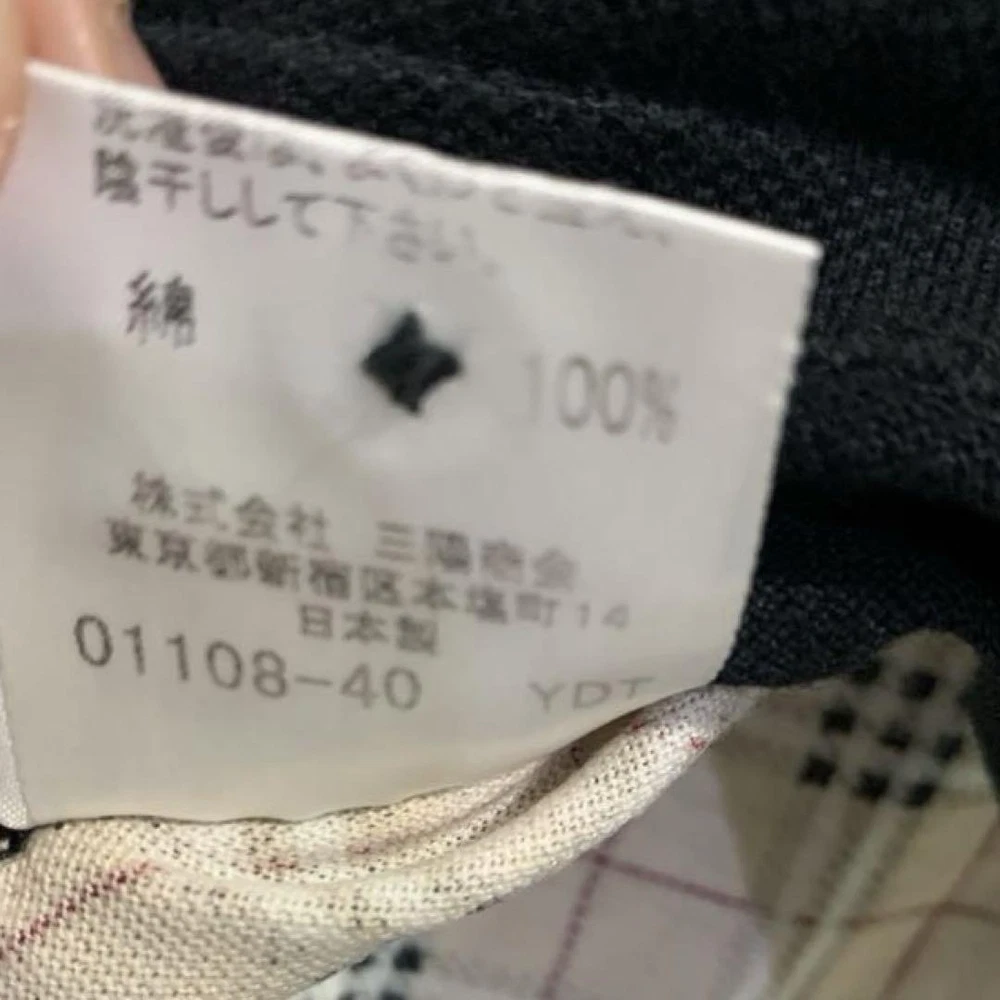 陰干しして下さい。
綿 100%
株式会社 三陽商会
東京都新宿区本塩町14
日本製
01108-40 YDT